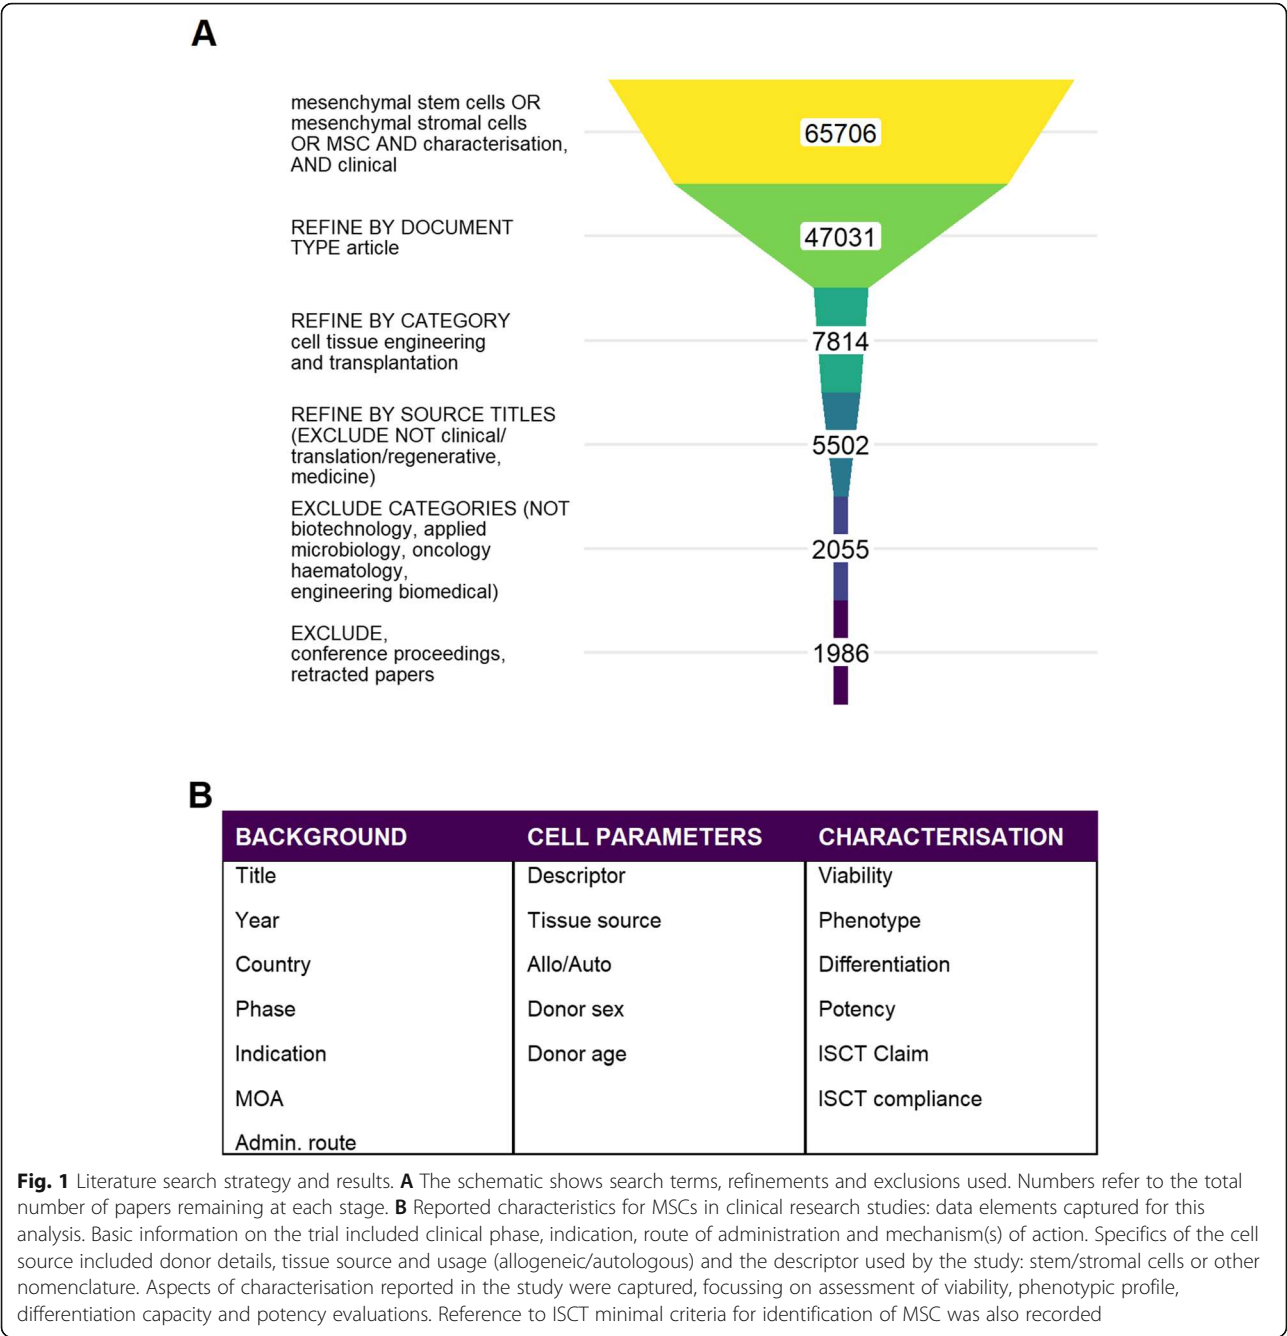 A
mesenchymal stem cells OR
mesenchymal stromal cells
OR MSC AND characterisation,
AND clinical
65706
REFINE BY DOCUMENT
TYPE article
47031
REFINE BY CATEGORY
cell tissue engineering
and transplantation
7814
REFINE BY SOURCE TITLES
(EXCLUDE NOT clinical/
translation/regenerative,
medicine)
5502
EXCLUDE CATEGORIES (NOT
biotechnology, applied
microbiology, oncology
haematology,
engineering biomedical)
2055
EXCLUDE,
conference proceedings,
retracted papers
1986
B
BACKGROUND CELL PARAMETERS CHARACTERISATION
Title Descriptor Viability
Year Tissue source Phenotype
Country Allo/Auto Differentiation
Phase Donor sex Potency
Indication Donor age ISCT Claim
MOA ISCT compliance
Admin. route
Fig. 1 Literature search strategy and results. A The schematic shows search terms, refinements and exclusions used. Numbers refer to the total
number of papers remaining at each stage. B Reported characteristics for MSCs in clinical research studies: data elements captured for this
analysis. Basic information on the trial included clinical phase, indication, route of administration and mechanism(s) of action. Specifics of the cell
source included donor details, tissue source and usage (allogeneic/autologous) and the descriptor used by the study: stem/stromal cells or other
nomenclature. Aspects of characterisation reported in the study were captured, focussing on assessment of viability, phenotypic profile,
differentiation capacity and potency evaluations. Reference to ISCT minimal criteria for identification of MSC was also recorded